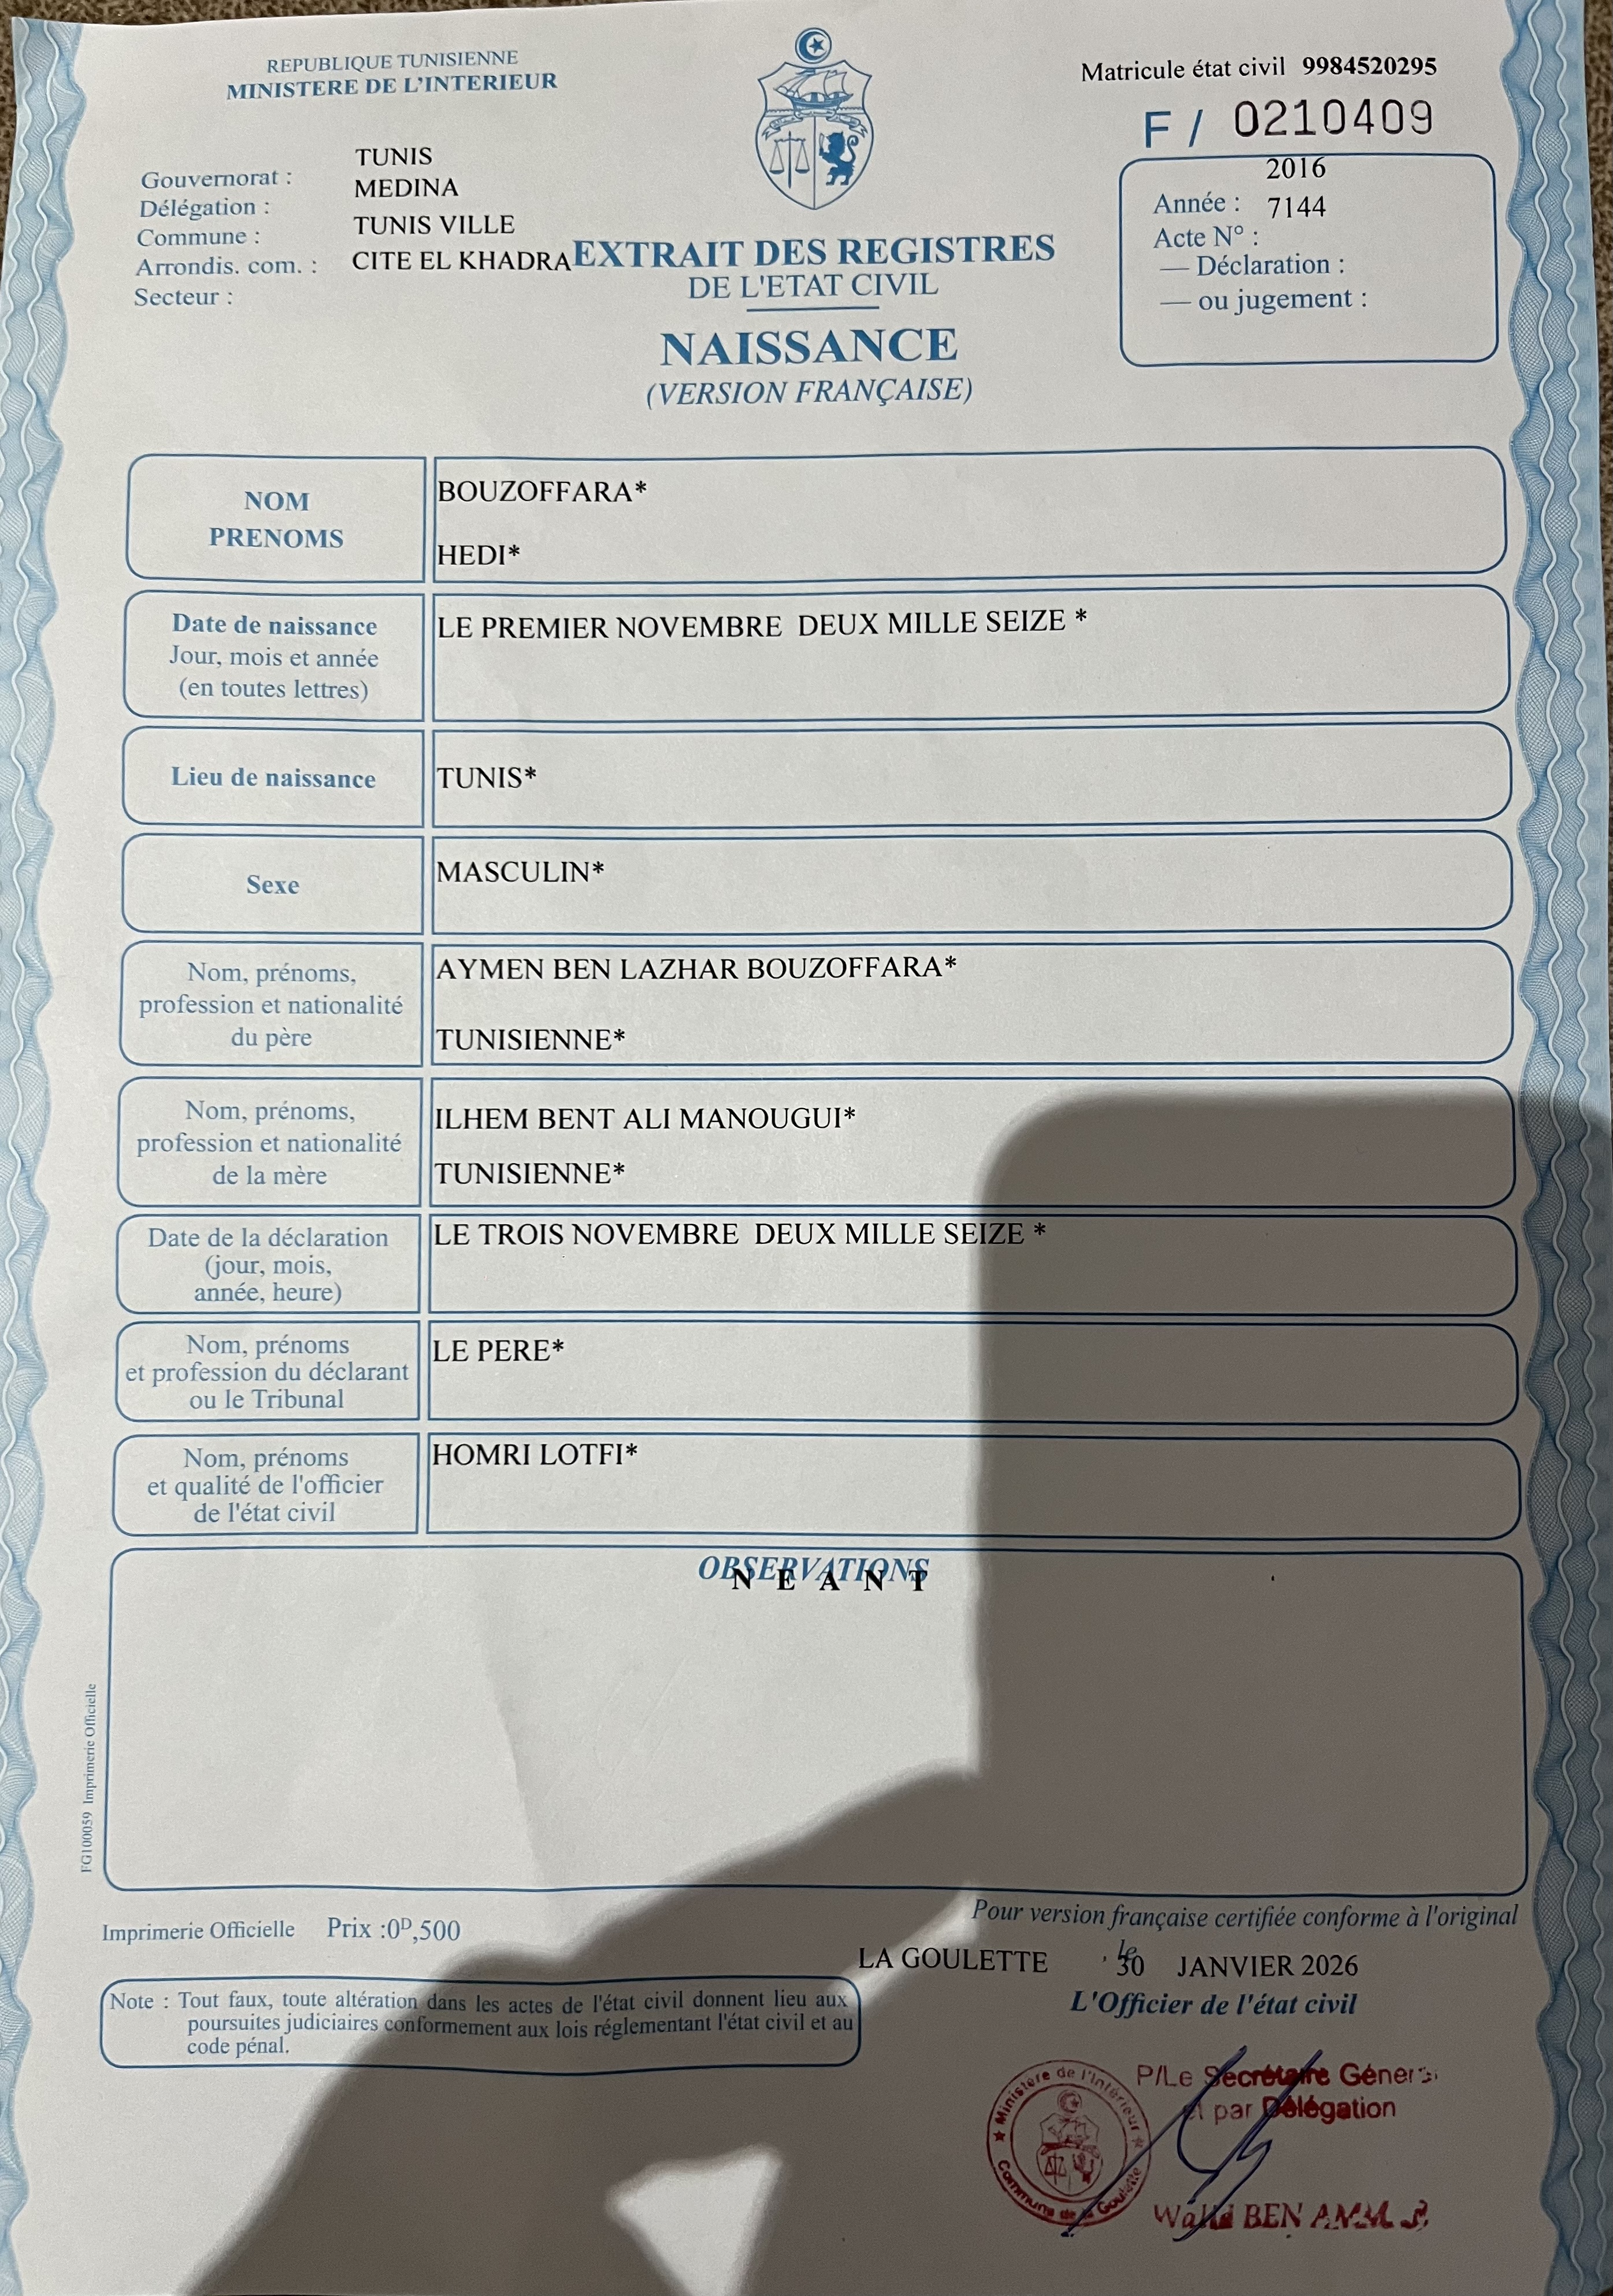 REPUBLIQUE TUNISIENNE
MINISTERE DE L'INTERIEUR
Matricule état civil 9984520295
F / 0210409
Gouvernorat : TUNIS
Délégation : MEDINA
Commune : TUNIS VILLE
Arrondis. com. : CITE EL KHADRA
Secteur :
2016
Année : 7144
Acte N° :
— Déclaration :
— ou jugement :
EXTRAIT DES REGISTRES
DE L'ETAT CIVIL
NAISSANCE
(VERSION FRANÇAISE)
NOM
PRENOMS
BOUZOFFARA*
HEDI*
Date de naissance
Jour, mois et année
(en toutes lettres)
LE PREMIER NOVEMBRE DEUX MILLE SEIZE *
Lieu de naissance
TUNIS*
Sexe
MASCULIN*
Nom, prénoms,
profession et nationalité
du père
AYMEN BEN LAZHAR BOUZOFFARA*
TUNISIENNE*
Nom, prénoms,
profession et nationalité
de la mère
ILHEM BENT ALI MANOUGUI*
TUNISIENNE*
Date de la déclaration
(jour, mois,
année, heure)
LE TROIS NOVEMBRE DEUX MILLE SEIZE *
Nom, prénoms
et profession du déclarant
ou le Tribunal
LE PERE*
Nom, prénoms
et qualité de l'officier
de l'état civil
HOMRI LOTFI*
OBSERVATIONS
N E A N T
FG100059 Imprimerie Officielle
Imprimerie Officielle Prix :0D,500
Pour version française certifiée conforme à l'original
LA GOULETTE , le 30 JANVIER 2026
L'Officier de l'état civil
Note : Tout faux, toute altération dans les actes de l'état civil donnent lieu aux
poursuites judiciaires conformement aux lois réglementant l'état civil et au
code pénal.
P/Le Secrétaire Géner
et par Délégation
Ministère de l'Intérieur
Commune de la Goulette
Walid BEN